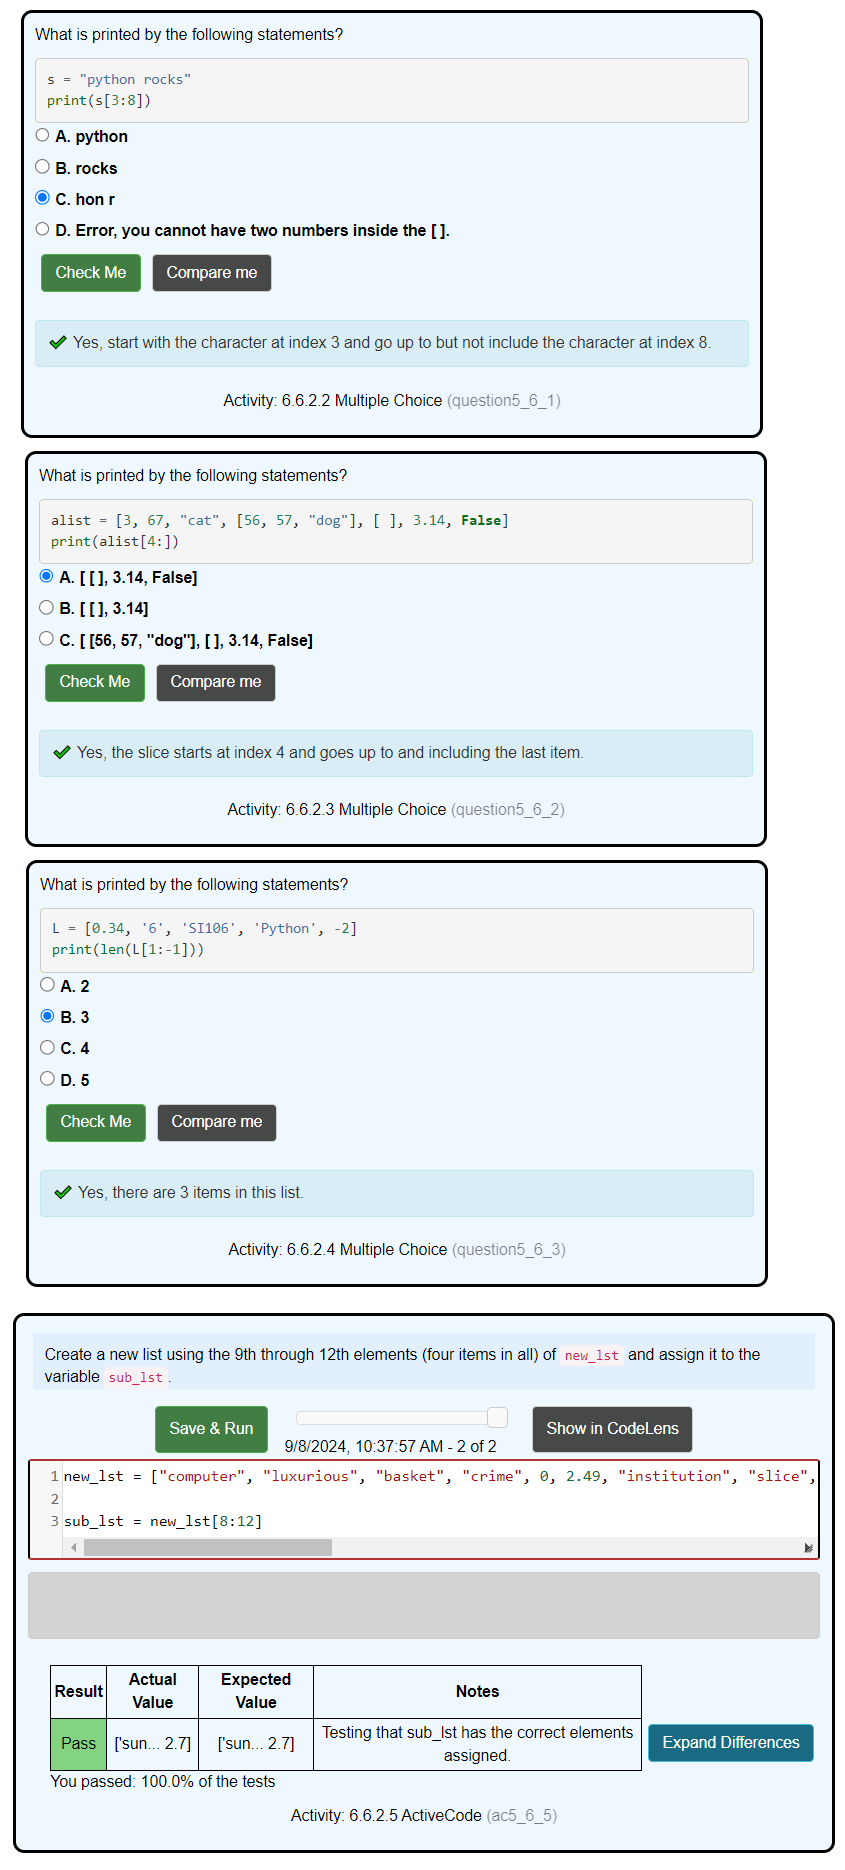 What is printed by the following statements?
s = "python rocks"
print(s[3:8])
A. python
B. rocks
C. hon r
D. Error, you cannot have two numbers inside the [ ].
Check Me Compare me
Yes, start with the character at index 3 and go up to but not include the character at index 8.
Activity: 6.6.2.2 Multiple Choice (question5_6_1)
What is printed by the following statements?
alist = [3, 67, "cat", [56, 57, "dog"], [ ], 3.14, False]
print(alist[4:])
A. [ [ ], 3.14, False]
B. [ [ ], 3.14]
C. [ [56, 57, "dog"], [ ], 3.14, False]
Check Me Compare me
Yes, the slice starts at index 4 and goes up to and including the last item.
Activity: 6.6.2.3 Multiple Choice (question5_6_2)
What is printed by the following statements?
L = [0.34, '6', 'SI106', 'Python', -2]
print(len(L[1:-1]))
A. 2
B. 3
C. 4
D. 5
Check Me Compare me
Yes, there are 3 items in this list.
Activity: 6.6.2.4 Multiple Choice (question5_6_3)
Create a new list using the 9th through 12th elements (four items in all) of new_lst and assign it to the
variable sub_lst .
Save & Run 9/8/2024, 10:37:57 AM - 2 of 2 Show in CodeLens
1 new_lst = ["computer", "luxurious", "basket", "crime", 0, 2.49, "institution", "slice",
2
3 sub_lst = new_lst[8:12]
Result Actual Value Expected Value Notes
Pass ['sun... 2.7] ['sun... 2.7] Testing that sub_lst has the correct elements assigned. Expand Differences
You passed: 100.0% of the tests
Activity: 6.6.2.5 ActiveCode (ac5_6_5)